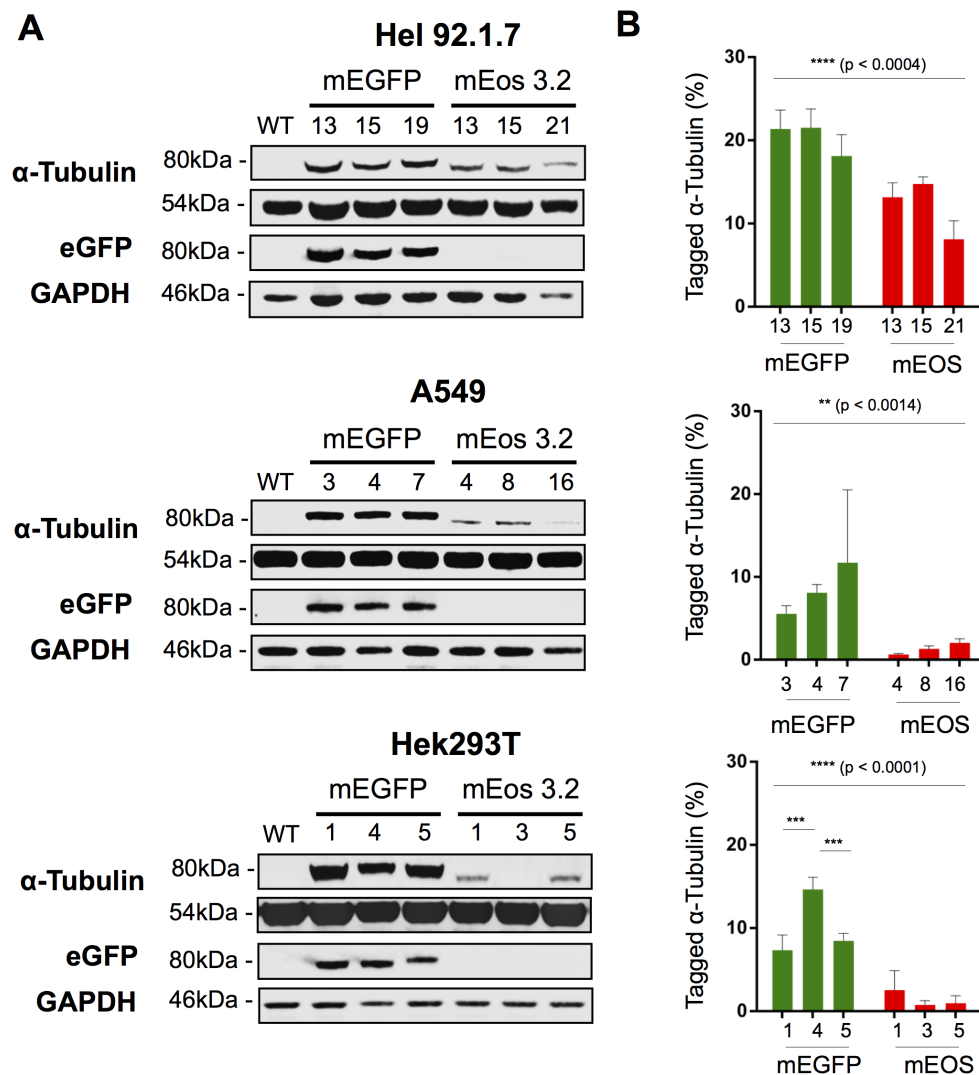 A
Hel 92.1.7
mEGFP mEos 3.2
WT 13 15 19 13 15 21
α-Tubulin 80kDa -
54kDa -
eGFP 80kDa -
GAPDH 46kDa -
A549
mEGFP mEos 3.2
WT 3 4 7 4 8 16
α-Tubulin 80kDa -
54kDa -
eGFP 80kDa -
GAPDH 46kDa -
Hek293T
mEGFP mEos 3.2
WT 1 4 5 1 3 5
α-Tubulin 80kDa -
54kDa -
eGFP 80kDa -
GAPDH 46kDa -
B
Tagged α-Tubulin (%)
30
20
10
0
**** (p < 0.0004)
13 15 19 13 15 21
mEGFP mEOS
Tagged α-Tubulin (%)
30
20
10
0
** (p < 0.0014)
3 4 7 4 8 16
mEGFP mEOS
Tagged α-Tubulin (%)
30
20
10
0
**** (p < 0.0001)
***
***
1 4 5 1 3 5
mEGFP mEOS